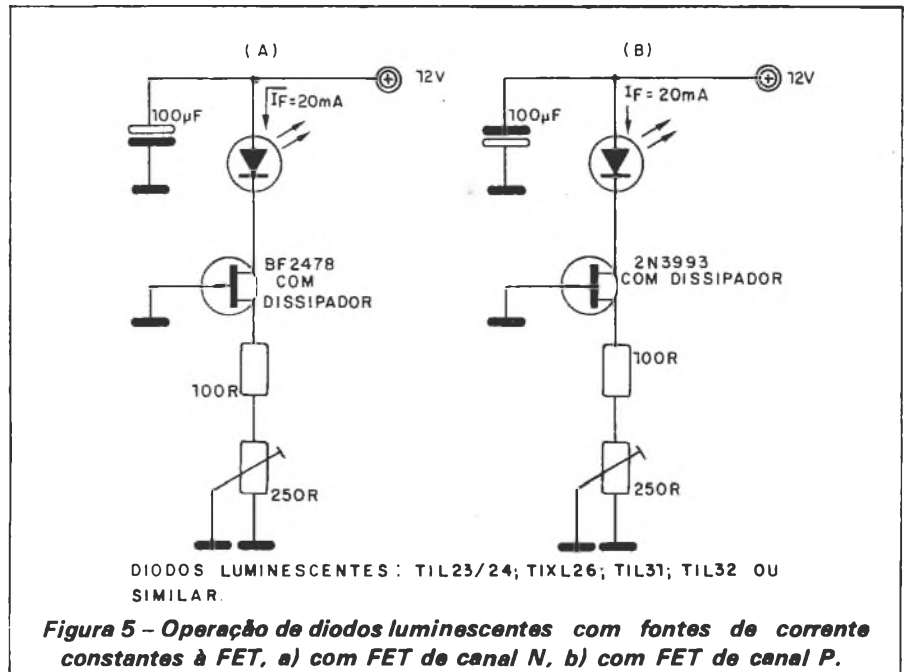 (A)
12V
IF=20mA
100µF
BF2478
COM
DISSIPADOR
100R
250R
(B)
12V
IF=20mA
100µF
2N3993
COM DISSIPADOR
100R
250R
DIODOS LUMINESCENTES: TIL23/24; TIXL26; TIL31; TIL32 OU
SIMILAR.
Figura 5 – Operação de diodos luminescentes com fontes de corrente
constantes à FET, a) com FET de canal N, b) com FET de canal P.